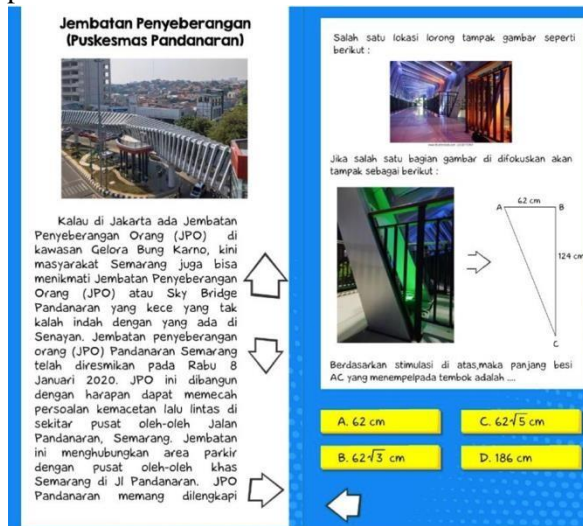 Jembatan Penyeberangan
(Puskesmas Pandanaran)
Kalau di Jakarta ada Jembatan
Penyeberangan Orang (JPO) di
kawasan Gelora Bung Karno, kini
masyarakat Semarang juga bisa
menikmati Jembatan Penyeberangan
Orang (JPO) atau Sky Bridge
Pandanaran yang kece yang tak
kalah indah dengan yang ada di
Senayan. Jembatan penyeberangan
orang (JPO) Pandanaran Semarang
telah diresmikan pada Rabu 8
Januari 2020. JPO ini dibangun
dengan harapan dapat memecah
persoalan kemacetan lalu lintas di
sekitar pusat oleh-oleh Jalan
Pandanaran, Semarang. Jembatan
ini menghubungkan area parkir
dengan pusat oleh-oleh khas
Semarang di Jl Pandanaran. JPO
Pandanaran memang dilengkapi
Salah satu lokasi lorong tampak gambar seperti
berikut :
Jika salah satu bagian gambar di difokuskan akan
tampak sebagai berikut :
62 cm
A
B
124 cm
C
Berdasarkan stimulasi di atas,maka panjang besi
AC yang menempelpada tembok adalah ....
A. 62 cm
C. 62√5 cm
B. 62√3 cm
D. 186 cm